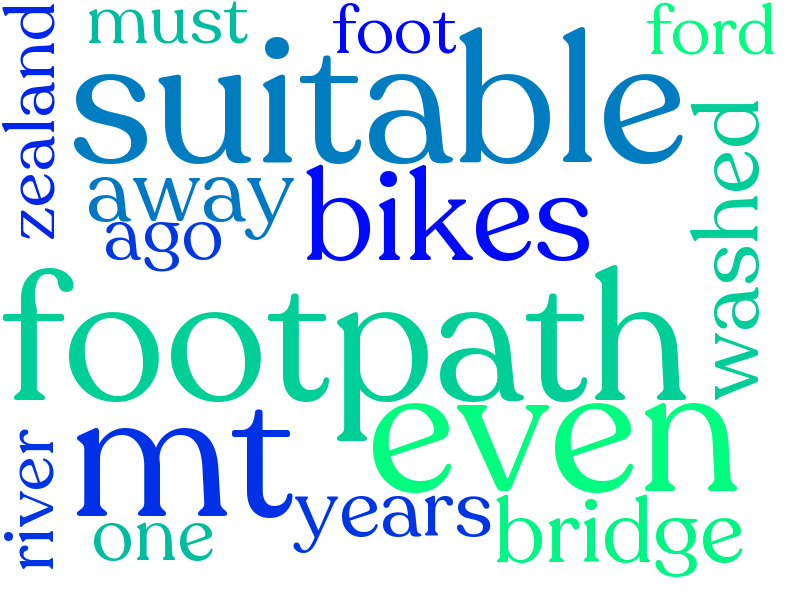 must
foot
ford
zealand
suitable
washed
away
bikes
ago
footpath
even
mt
river
years
one
bridge